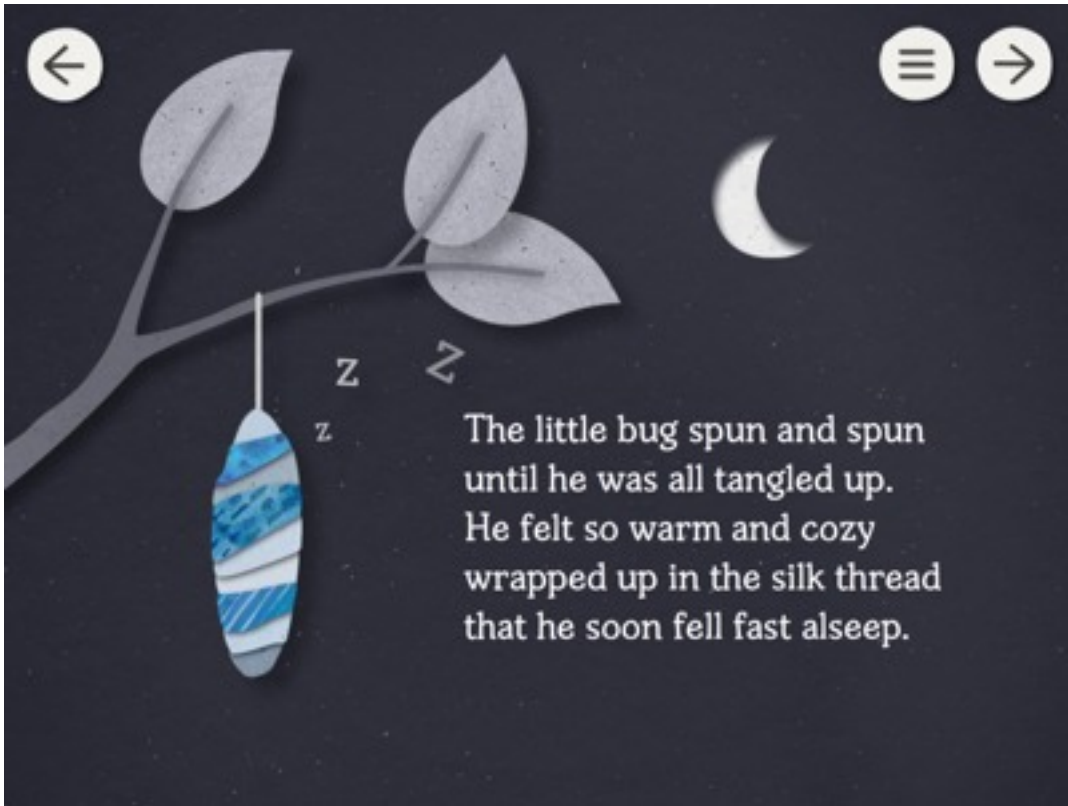 z
Z
z
The little bug spun and spun
until he was all tangled up.
He felt so warm and cozy
wrapped up in the silk thread
that he soon fell fast alseep.